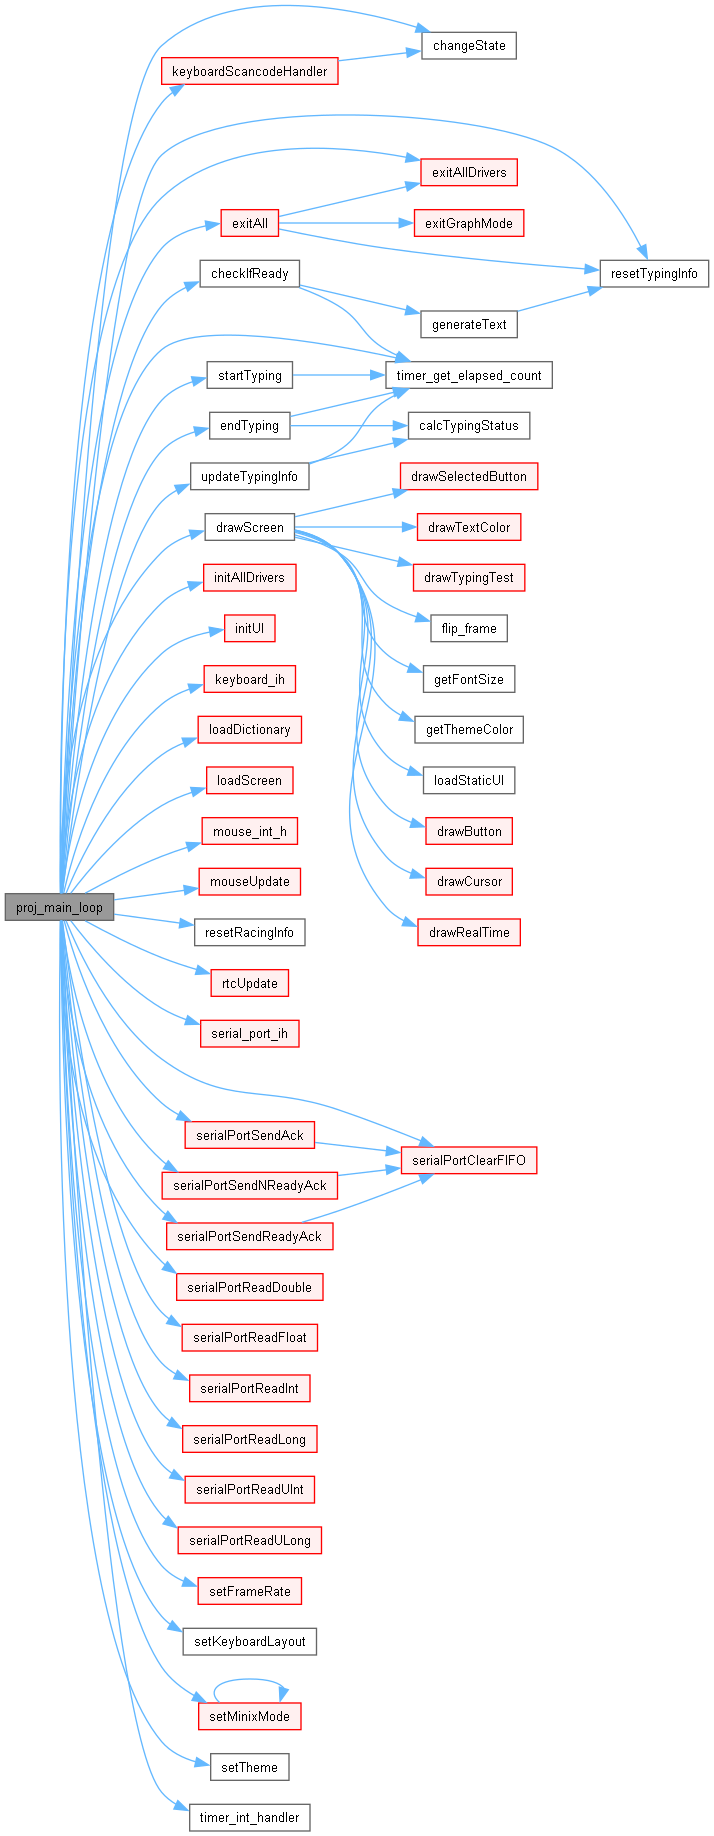 changeState
keyboardScancodeHandler
exitAllDrivers
exitAll
exitGraphMode
checkIfReady
resetTypingInfo
generateText
startTyping
timer_get_elapsed_count
endTyping
calcTypingStatus
updateTypingInfo
drawSelectedButton
drawScreen
drawTextColor
initAllDrivers
drawTypingTest
initUI
flip_frame
keyboard_ih
getFontSize
loadDictionary
getThemeColor
loadScreen
loadStaticUI
mouse_int_h
drawButton
mouseUpdate
drawCursor
proj_main_loop
resetRacingInfo
drawRealTime
rtcUpdate
serial_port_ih
serialPortSendAck
serialPortClearFIFO
serialPortSendNReadyAck
serialPortSendReadyAck
serialPortReadDouble
serialPortReadFloat
serialPortReadInt
serialPortReadLong
serialPortReadUInt
serialPortReadULong
setFrameRate
setKeyboardLayout
setMinixMode
setTheme
timer_int_handler